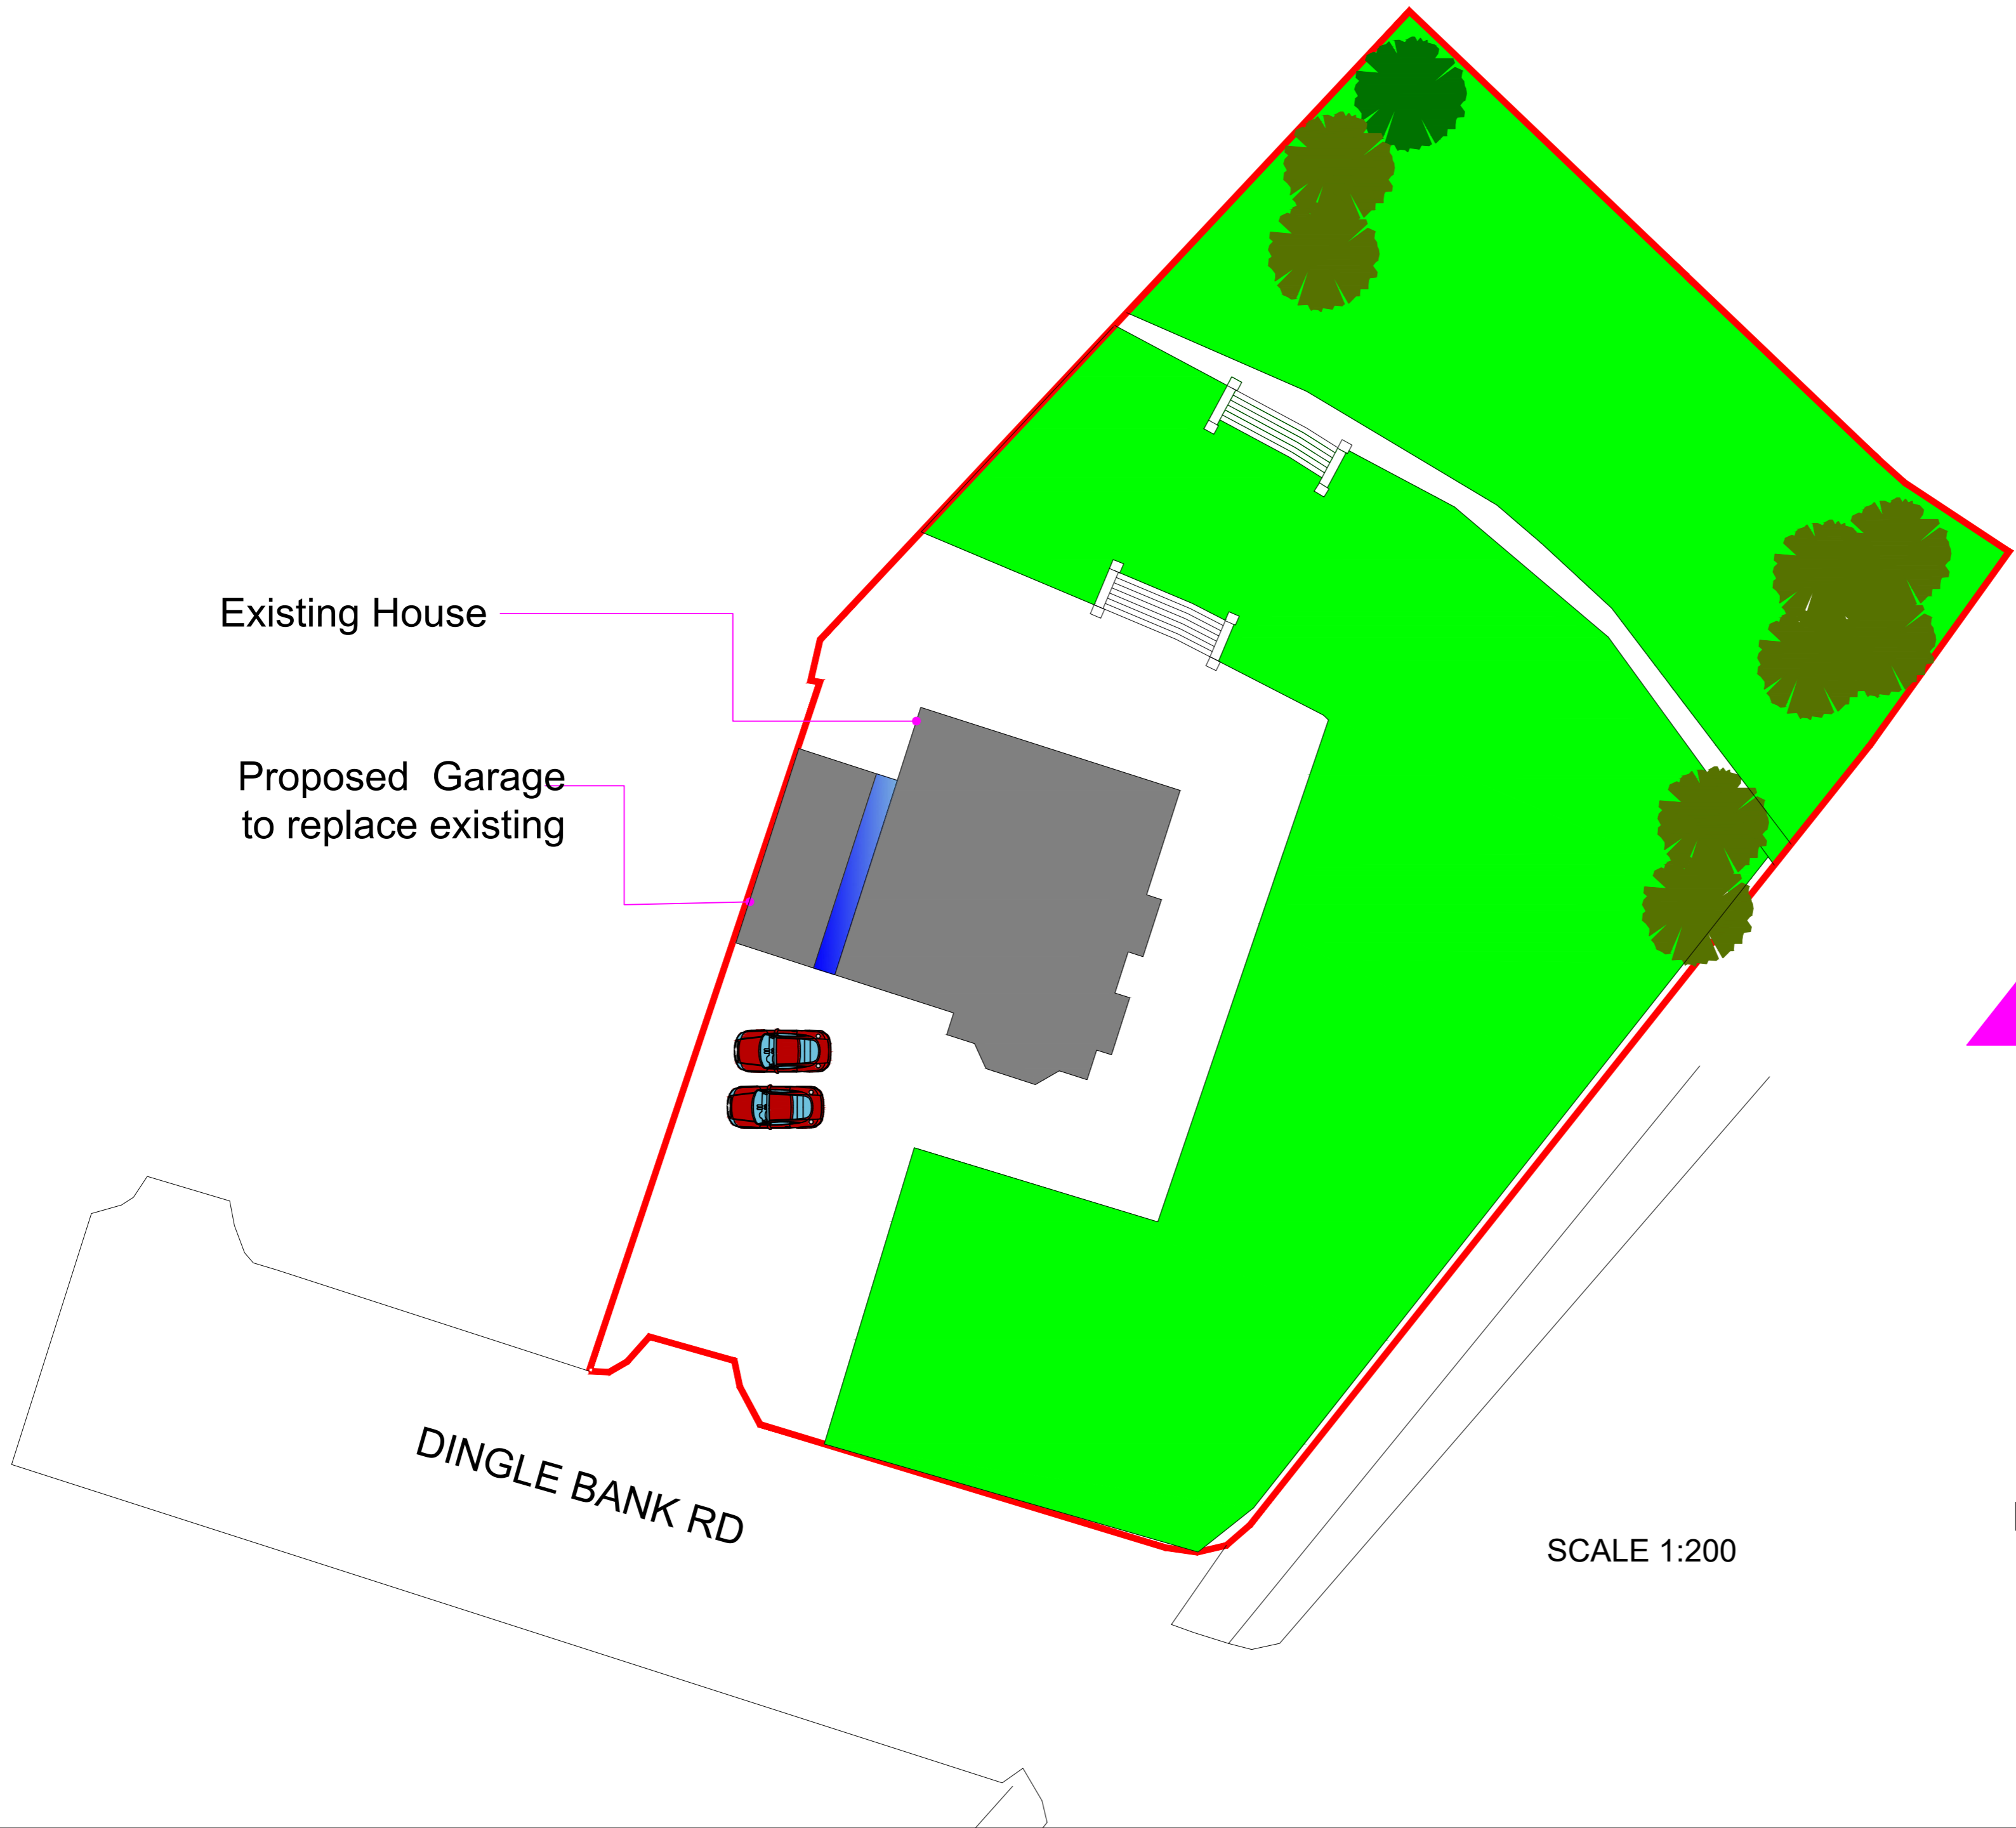 Existing House
Proposed Garage
to replace existing
DINGLE BANK RD
SCALE 1:200